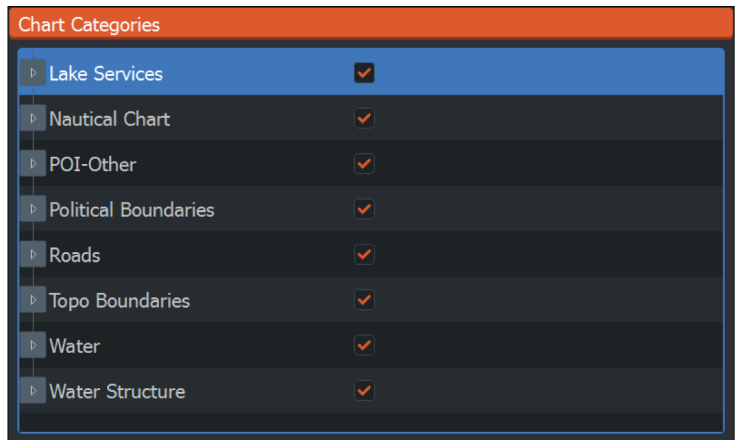 Chart Categories
Lake Services
Nautical Chart
POI-Other
Political Boundaries
Roads
Topo Boundaries
Water
Water Structure